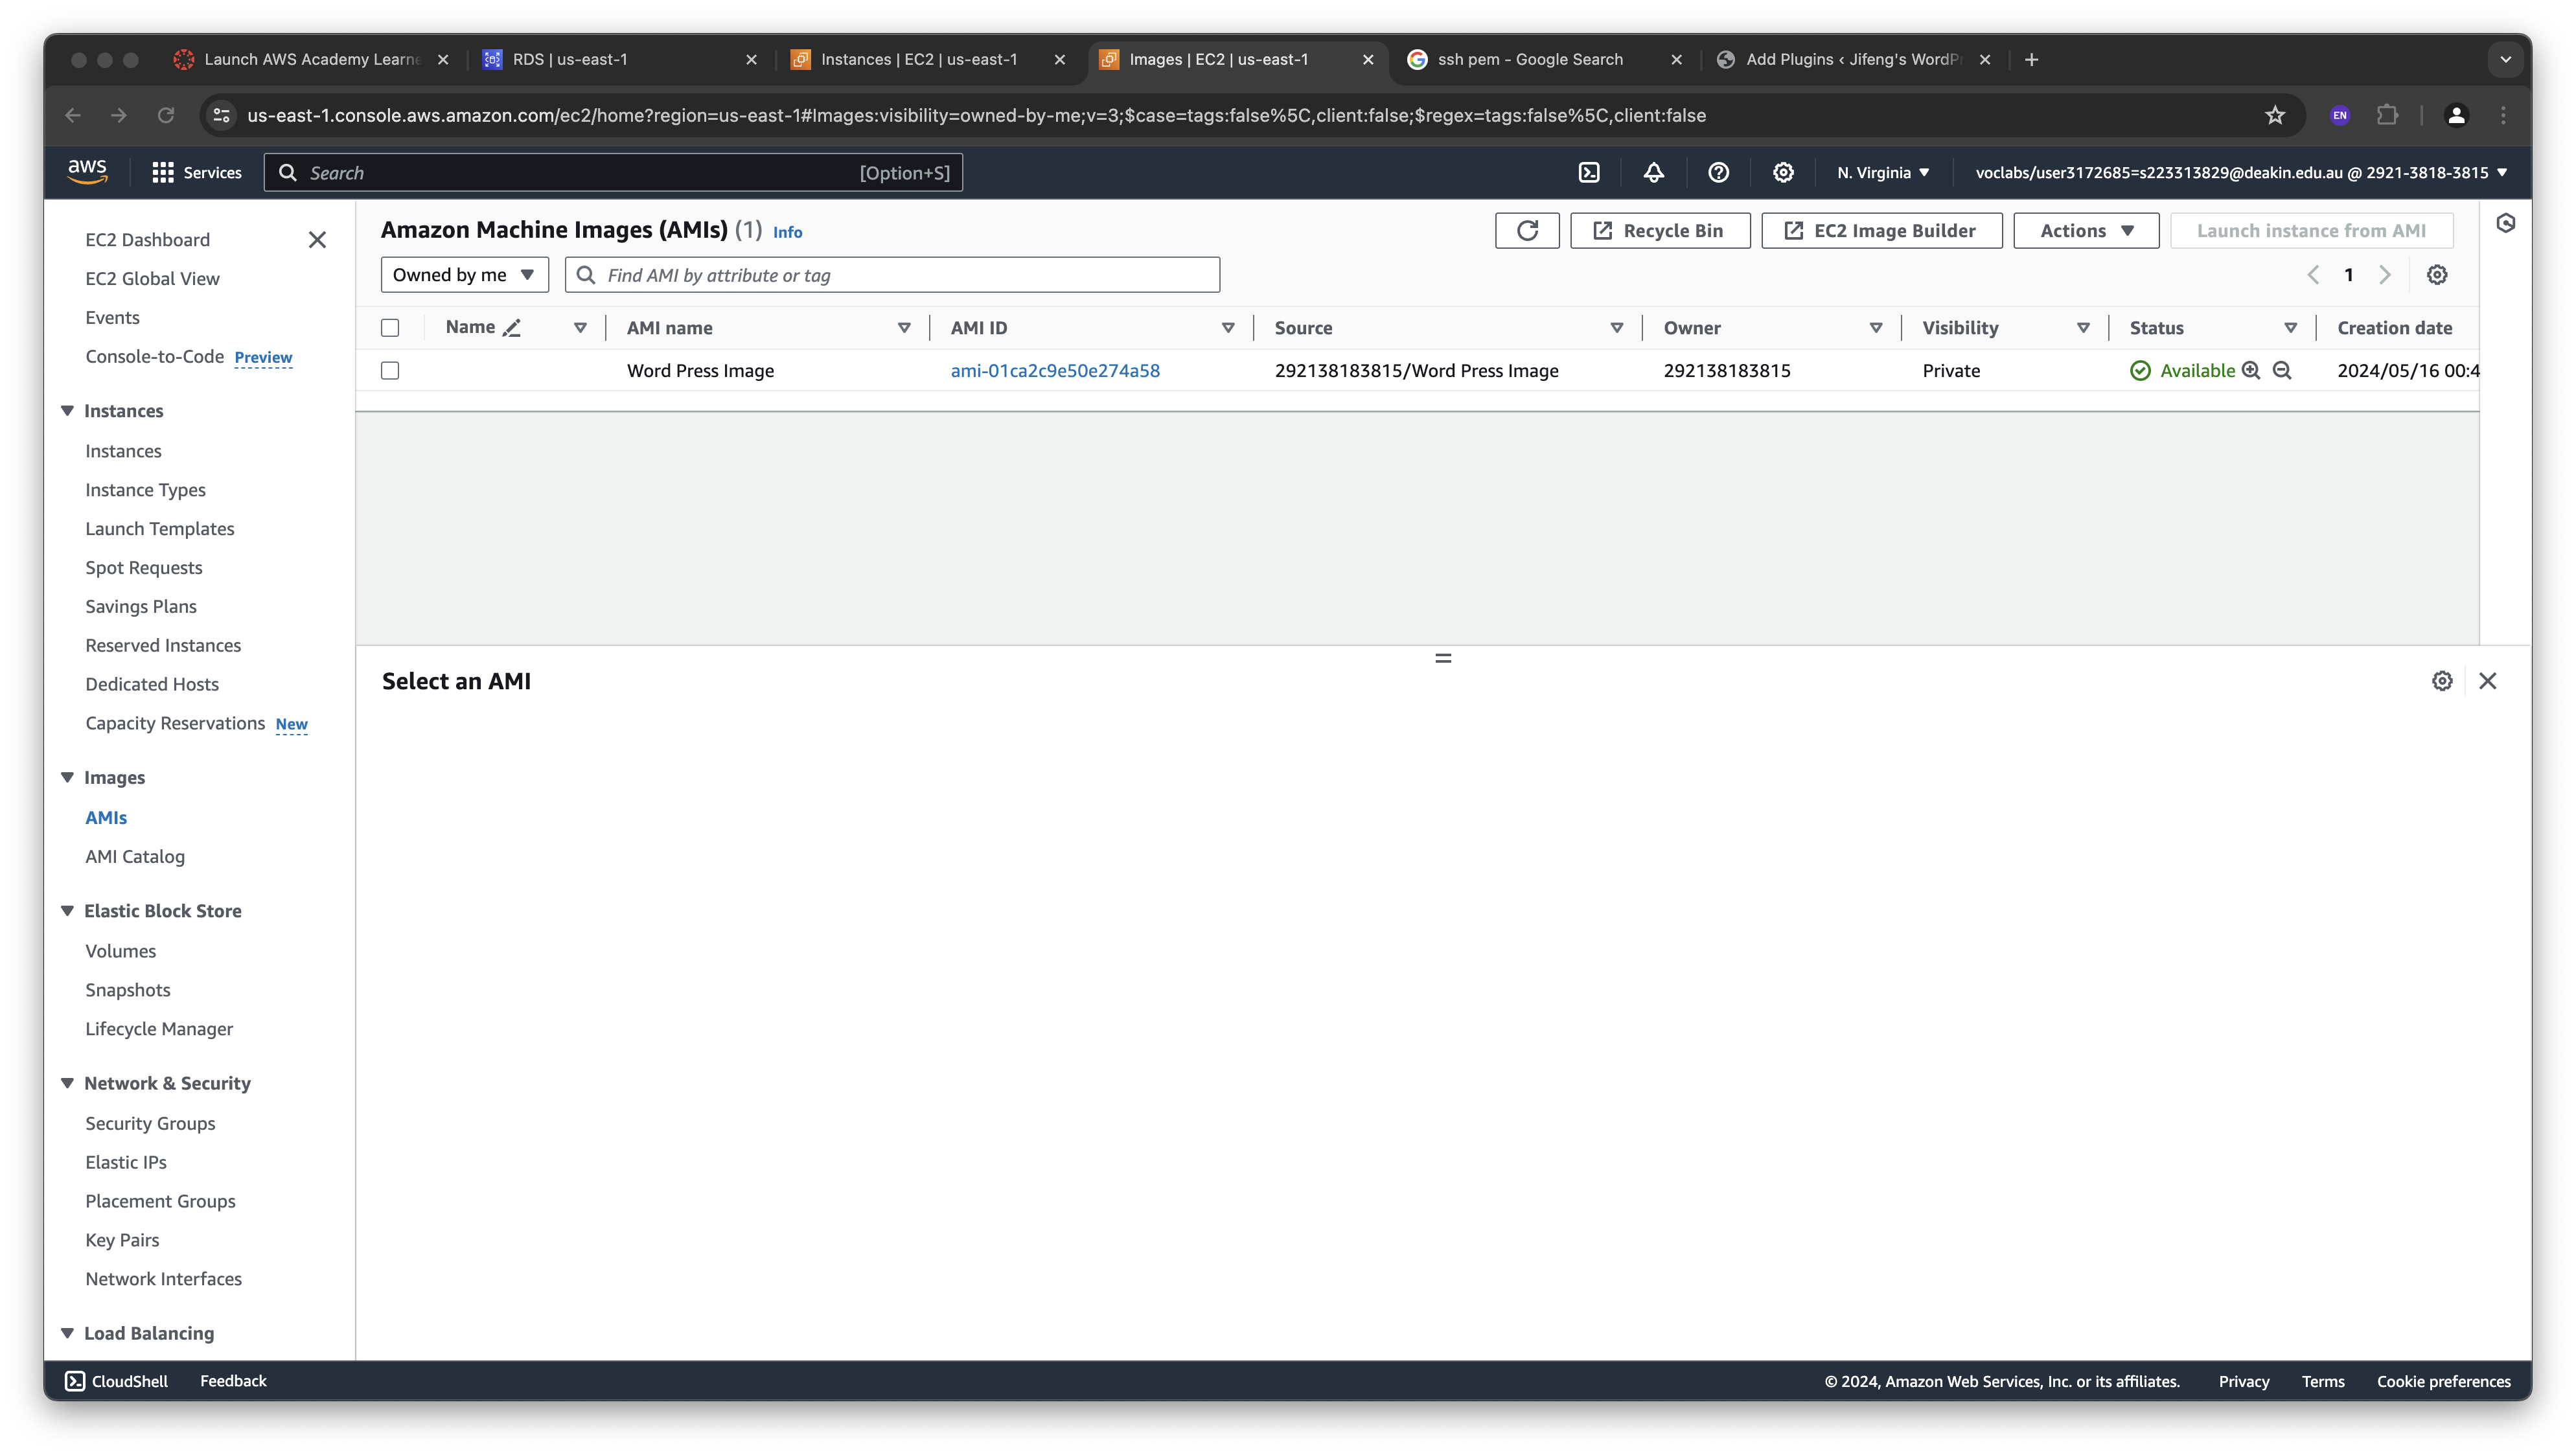 Launch AWS Academy Learne
RDS | us-east-1
Instances | EC2 | us-east-1
Images | EC2 | us-east-1
ssh pem - Google Search
Add Plugins ‹ Jifeng's WordPr
us-east-1.console.aws.amazon.com/ec2/home?region=us-east-1#Images:visibility=owned-by-me;v=3;$case=tags:false%5C,client:false;$regex=tags:false%5C,client:false
EN
aws
Services
Search
[Option+S]
N. Virginia
voclabs/user3172685=s223313829@deakin.edu.au @ 2921-3818-3815
EC2 Dashboard
EC2 Global View
Events
Console-to-Code Preview
Instances
Instances
Instance Types
Launch Templates
Spot Requests
Savings Plans
Reserved Instances
Dedicated Hosts
Capacity Reservations New
Images
AMIs
AMI Catalog
Elastic Block Store
Volumes
Snapshots
Lifecycle Manager
Network & Security
Security Groups
Elastic IPs
Placement Groups
Key Pairs
Network Interfaces
Load Balancing
Amazon Machine Images (AMIs) (1) Info
Recycle Bin
EC2 Image Builder
Actions
Launch instance from AMI
Owned by me
Find AMI by attribute or tag
1
Name AMI name AMI ID Source Owner Visibility Status Creation date
Word Press Image ami-01ca2c9e50e274a58 292138183815/Word Press Image 292138183815 Private Available 2024/05/16 00:4
Select an AMI
CloudShell
Feedback
© 2024, Amazon Web Services, Inc. or its affiliates.
Privacy
Terms
Cookie preferences